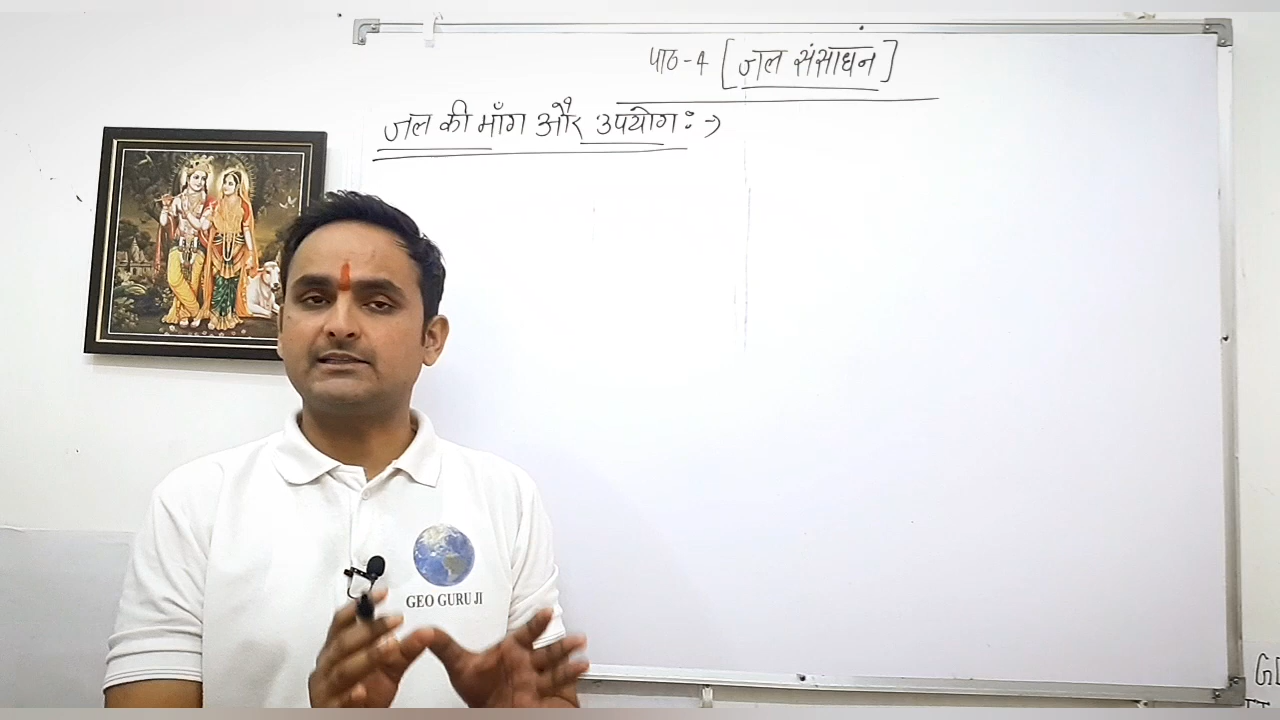 पाठ-4 [जल संसाधन]
जल की माँग और उपयोग :→
GEO GURU JI